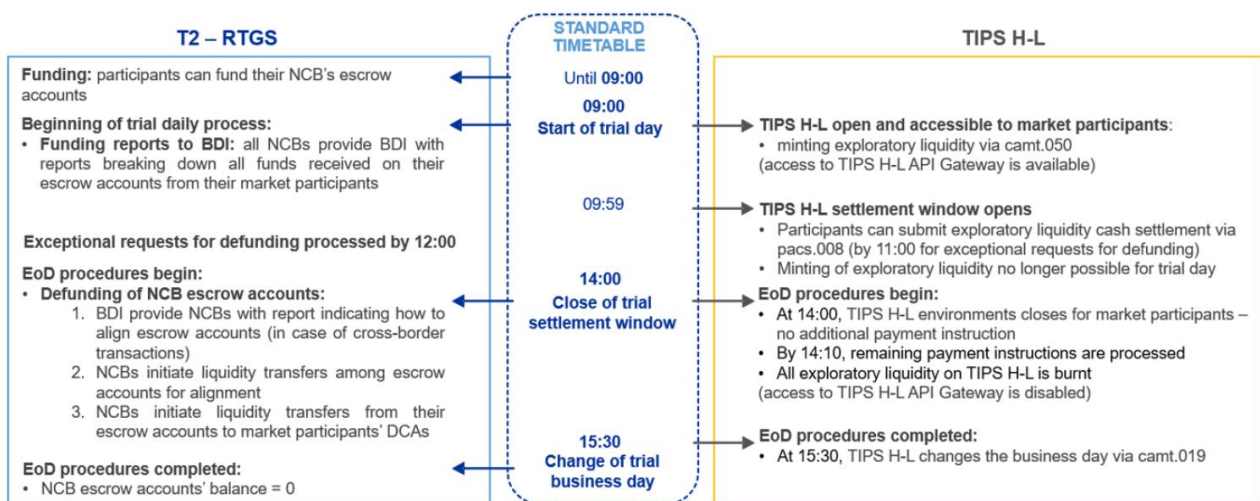 T2 – RTGS
Funding: participants can fund their NCB's escrow
accounts
Beginning of trial daily process:
• Funding reports to BDI: all NCBs provide BDI with
reports breaking down all funds received on their
escrow accounts from their market participants
Exceptional requests for defunding processed by 12:00
EoD procedures begin:
• Defunding of NCB escrow accounts:
1. BDI provide NCBs with report indicating how to
align escrow accounts (in case of cross-border
transactions)
2. NCBs initiate liquidity transfers among escrow
accounts for alignment
3. NCBs initiate liquidity transfers from their
escrow accounts to market participants' DCAs
EoD procedures completed:
• NCB escrow accounts' balance = 0
STANDARD
TIMETABLE
Until 09:00
09:00
Start of trial day
09:59
14:00
Close of trial
settlement window
15:30
Change of trial
business day
TIPS H-L
TIPS H-L open and accessible to market participants:
• minting exploratory liquidity via camt.050
(access to TIPS H-L API Gateway is available)
TIPS H-L settlement window opens
• Participants can submit exploratory liquidity cash settlement via
pacs.008 (by 11:00 for exceptional requests for defunding)
• Minting of exploratory liquidity no longer possible for trial day
EoD procedures begin:
• At 14:00, TIPS H-L environments closes for market participants –
no additional payment instruction
• By 14:10, remaining payment instructions are processed
• All exploratory liquidity on TIPS H-L is burnt
(access to TIPS H-L API Gateway is disabled)
EoD procedures completed:
• At 15:30, TIPS H-L changes the business day via camt.019